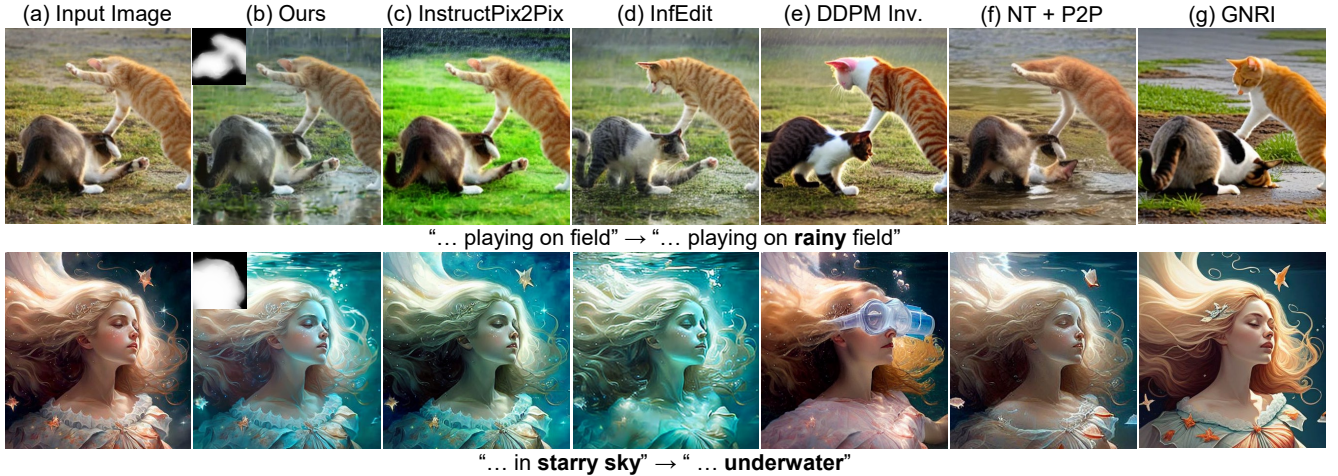 (a) Input Image (b) Ours (c) InstructPix2Pix (d) InfEdit (e) DDPM Inv. (f) NT + P2P (g) GNRI
“… playing on field” → “… playing on rainy field”
“… in starry sky” → “ … underwater”